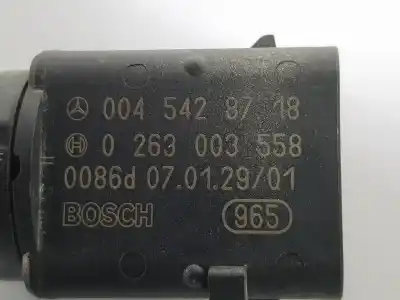 004 542 87 18
0 263 003 558
0086d 07.01.29/01
BOSCH 965